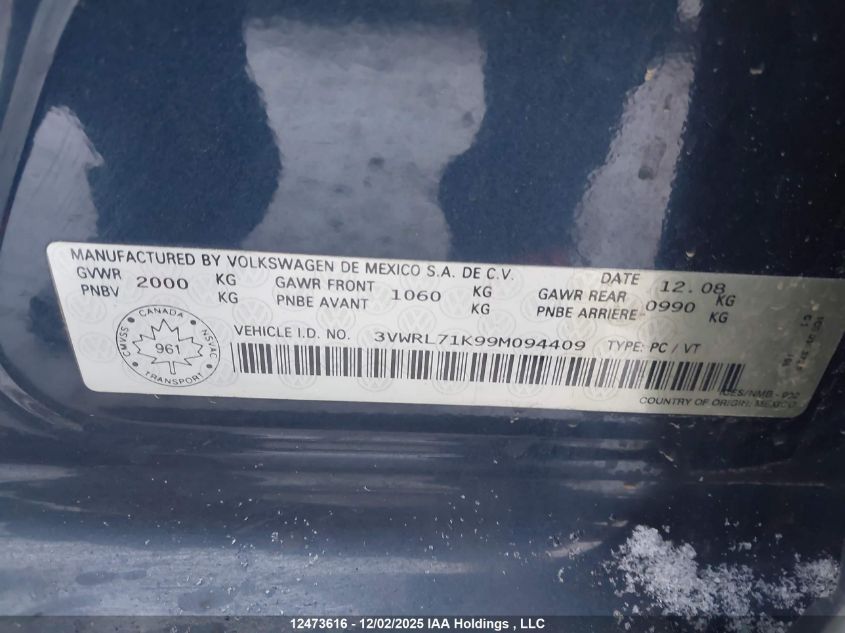 MANUFACTURED BY VOLKSWAGEN DE MEXICO S.A. DE C.V. DATE 12.08
GVWR 2000 KG GAWR FRONT 1060 KG GAWR REAR 0990 KG
PNBV KG PNBE AVANT KG PNBE ARRIERE KG
VEHICLE I.D. NO. 3VWRL71K99M094409 TYPE: PC / VT
CANADA
CMVSS 961 NSVAC
TRANSPORT
COUNTRY OF ORIGIN: MEXICO
12473616 - 12/02/2025 IAA Holdings , LLC